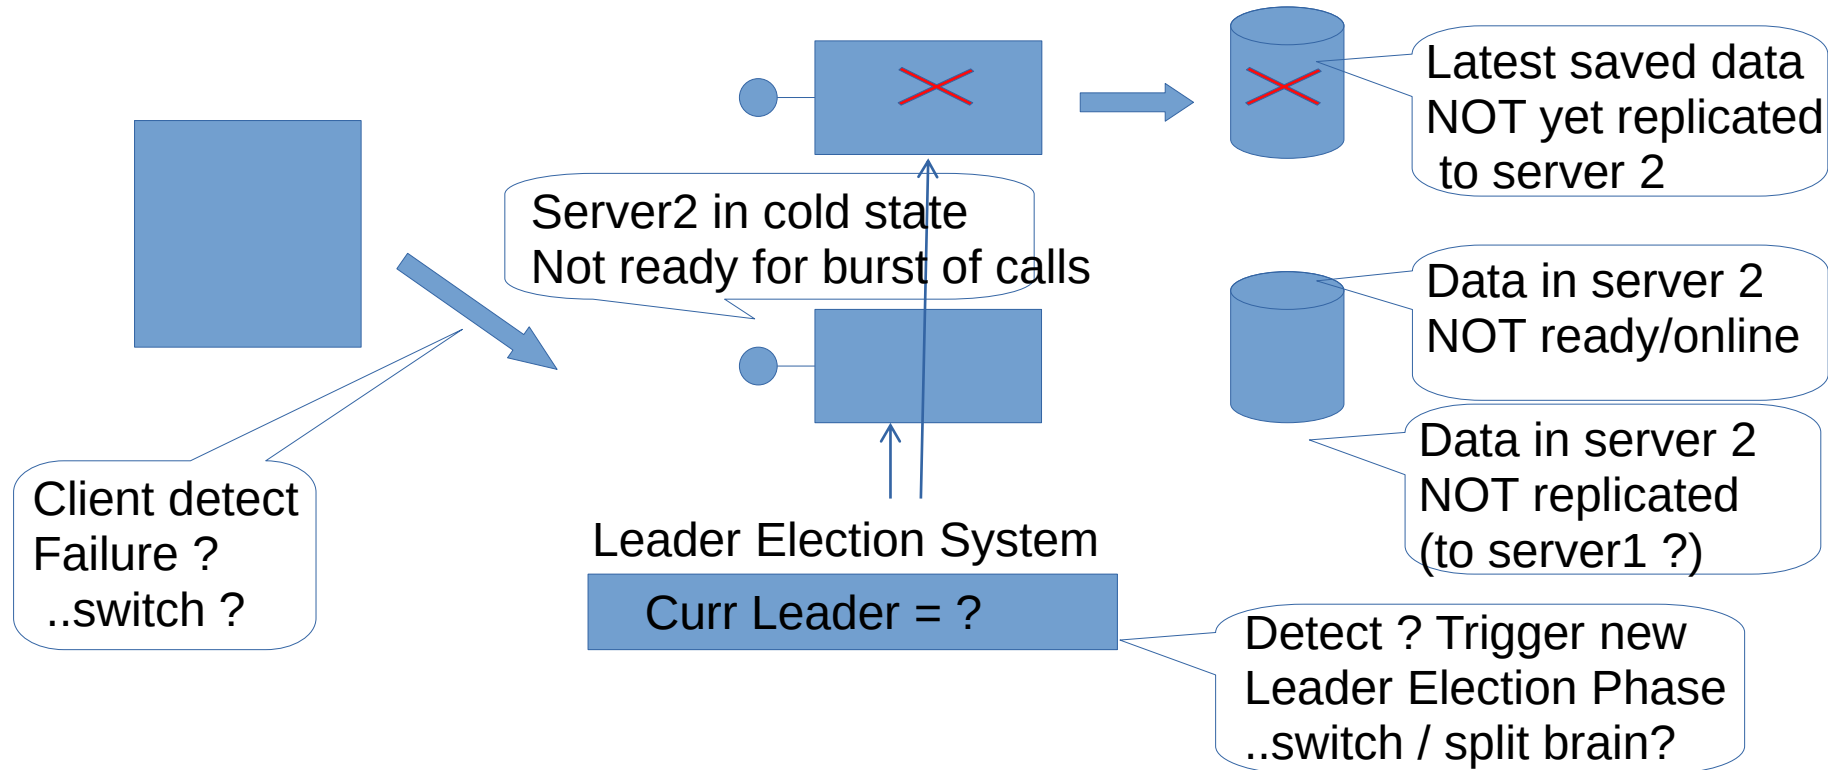 Latest saved data
NOT yet replicated
to server 2
Server2 in cold state
Not ready for burst of calls
Data in server 2
NOT ready/online
Data in server 2
NOT replicated
(to server1 ?)
Client detect
Failure ?
..switch ?
Leader Election System
Curr Leader = ?
Detect ? Trigger new
Leader Election Phase
..switch / split brain?